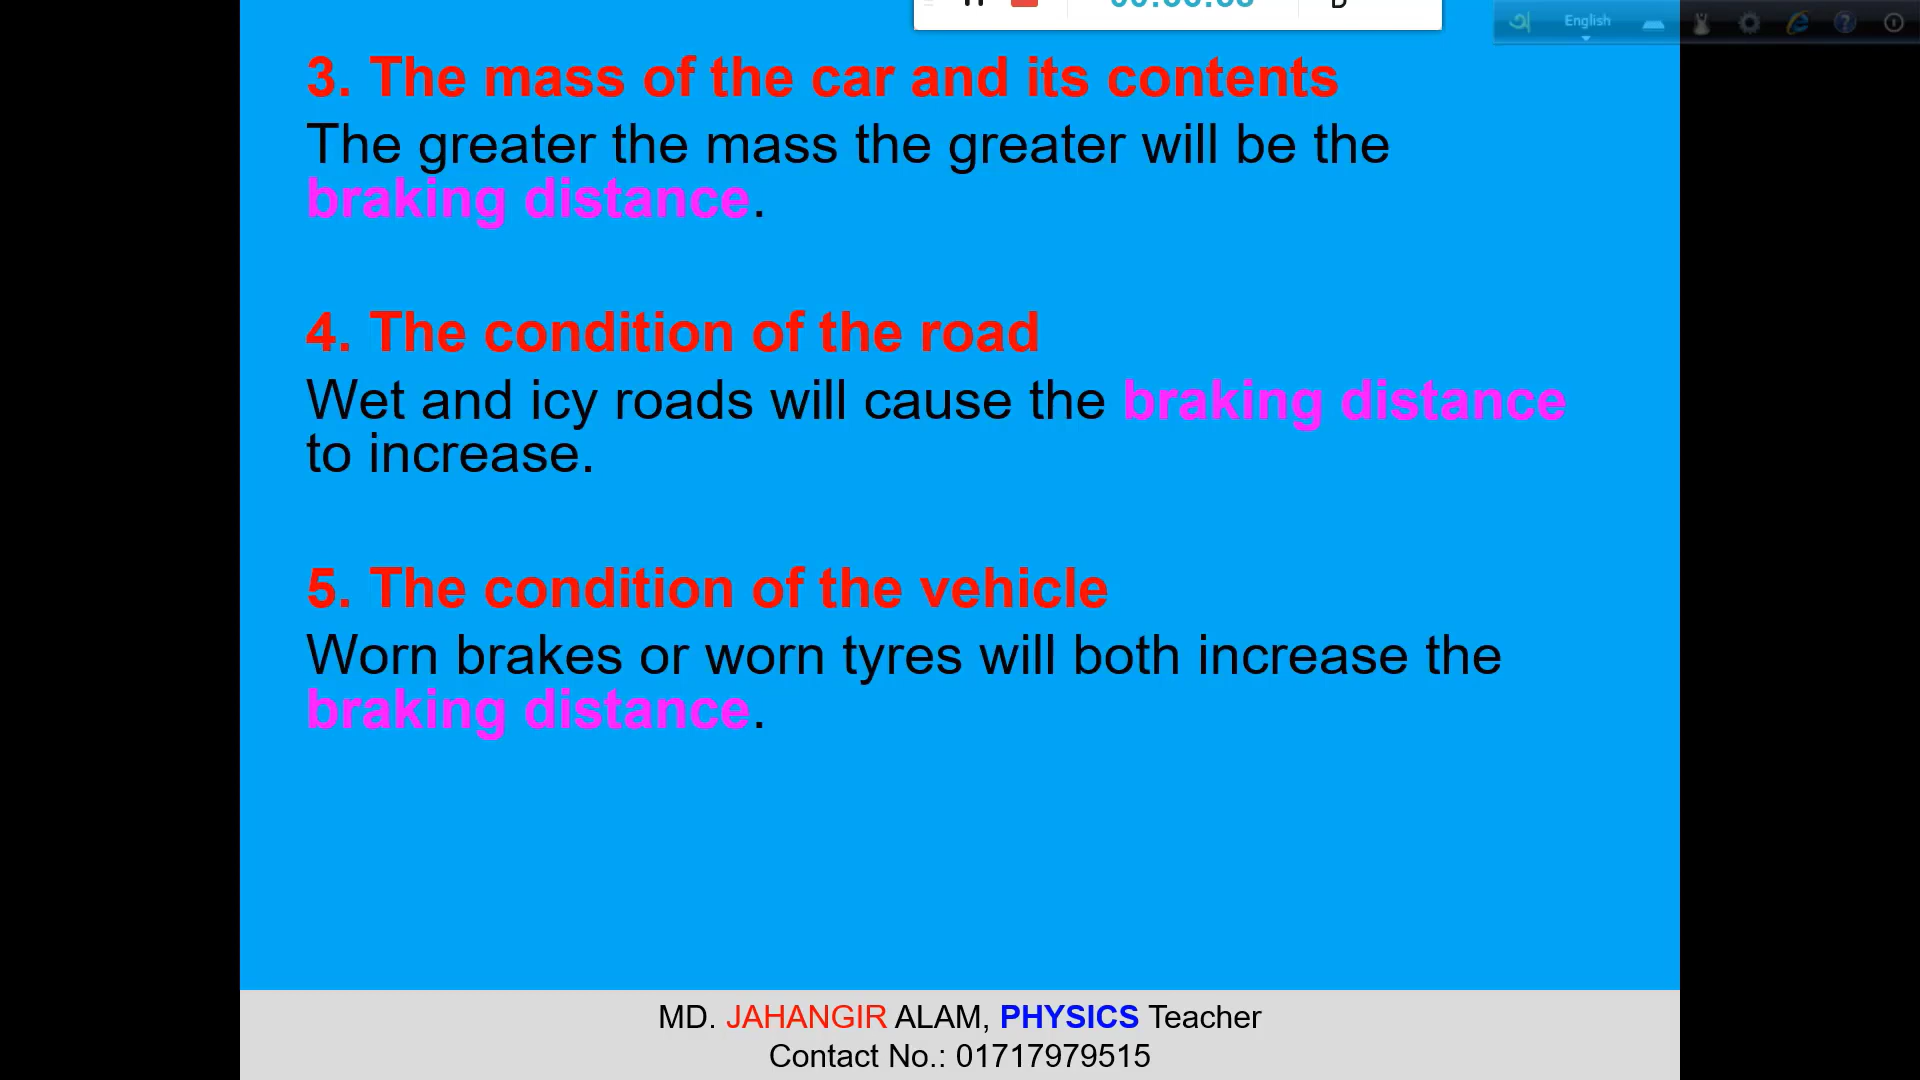 English
3. The mass of the car and its contents
The greater the mass the greater will be the
braking distance.
4. The condition of the road
Wet and icy roads will cause the braking distance
to increase.
5. The condition of the vehicle
Worn brakes or worn tyres will both increase the
braking distance.
MD. JAHANGIR ALAM, PHYSICS Teacher
Contact No.: 01717979515